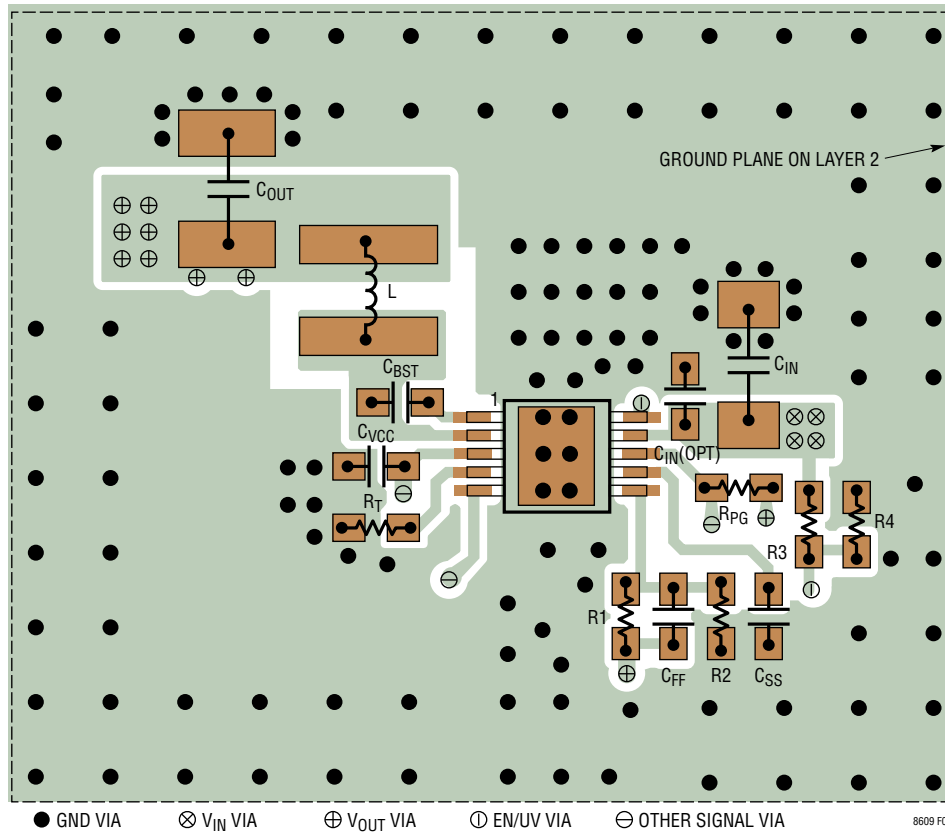 GROUND PLANE ON LAYER 2
COUT
L
CIN
CBST
1
CVCC
CIN(OPT)
RT
RPG
R3
R4
R1
CFF
R2
CSS
GND VIA
VIN VIA
VOUT VIA
EN/UV VIA
OTHER SIGNAL VIA
8609